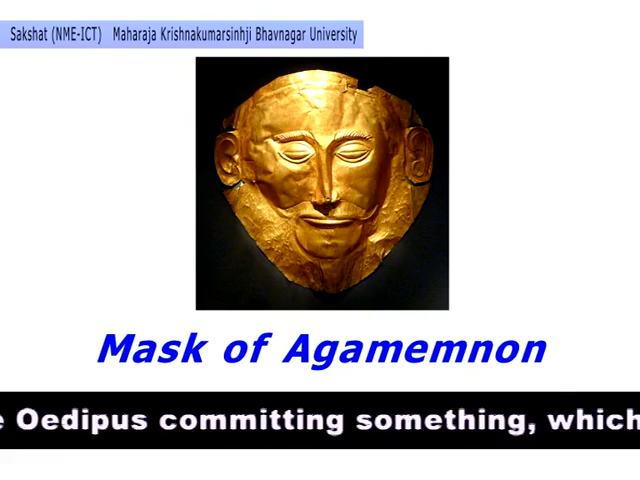 Sakshat (NME-ICT) Maharaja Krishnakumarsinhji Bhavnagar University
Mask of Agamemnon
Oedipus committing something, which